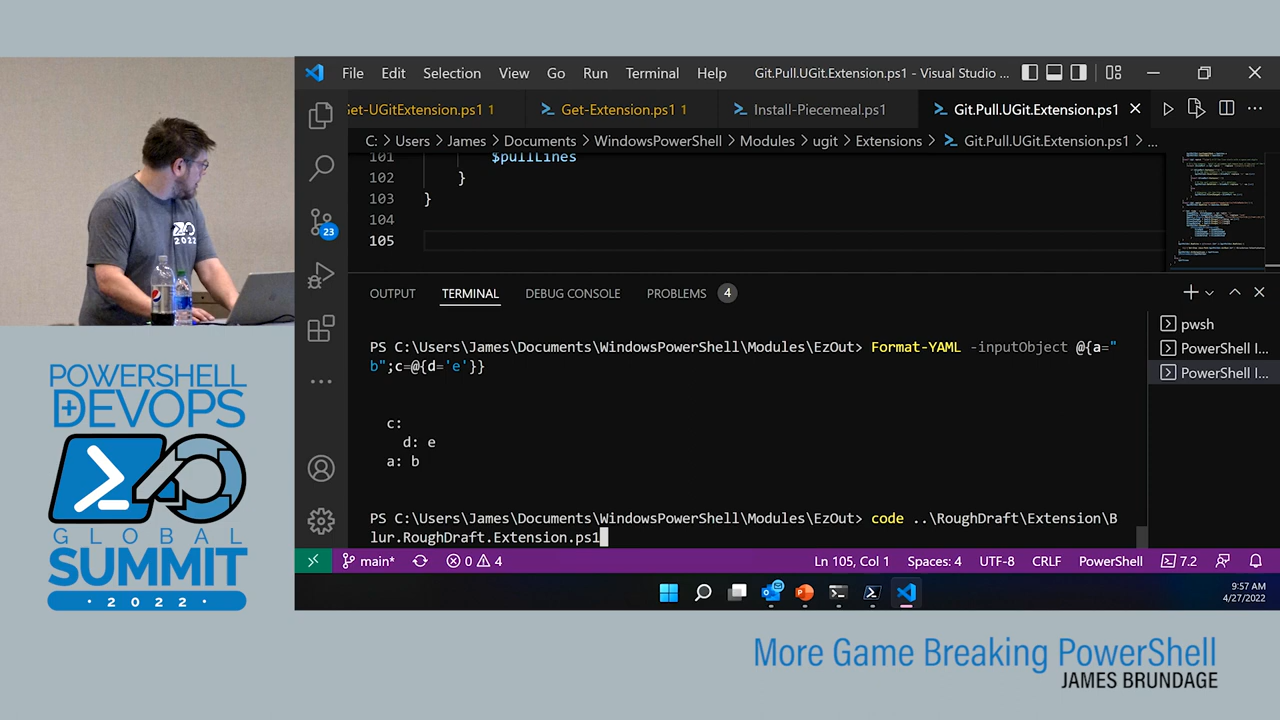 File Edit Selection View Go Run Terminal Help Git.Pull.UGit.Extension.ps1 - Visual Studio ...
Get-UGitExtension.ps1 1 Get-Extension.ps1 1 Install-Piecemeal.ps1 Git.Pull.UGit.Extension.ps1
C: > Users > James > Documents > WindowsPowerShell > Modules > ugit > Extensions > Git.Pull.UGit.Extension.ps1 > ...
101 $pullLines
102 }
103 }
104
105
23
OUTPUT TERMINAL DEBUG CONSOLE PROBLEMS 4
pwsh
PowerShell I...
PowerShell I...
PS C:\Users\James\Documents\WindowsPowerShell\Modules\EzOut> Format-YAML -inputObject @{a="
b";c=@{d='e'}}
c:
d: e
a: b
PS C:\Users\James\Documents\WindowsPowerShell\Modules\EzOut> code ..\RoughDraft\Extension\B
lur.RoughDraft.Extension.ps1
main* 0 4 Ln 105, Col 1 Spaces: 4 UTF-8 CRLF PowerShell 7.2
9:57 AM
4/27/2022
2022
POWERSHELL
DEVOPS
GLOBAL
SUMMIT
· 2022 ·
More Game Breaking PowerShell
JAMES BRUNDAGE